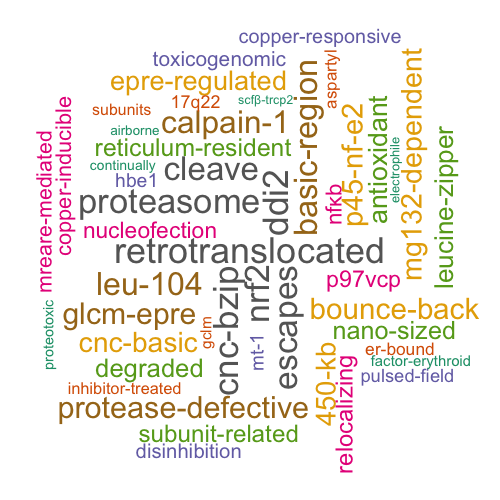 copper-responsive
toxicogenomic
epre-regulated
aspartyl
subunits
17q22
scfβ-trcp2
airborne
calpain-1
basic-region
reticulum-resident
continually
cleave
hbe1
ddi2
nfkb
p45-nf-e2
antioxidant
electrophile
mg132-dependent
leucine-zipper
mreare-mediated
copper-inducible
proteasome
nucleofection
retrotranslocated
leu-104
cnc-bzip
nrf2
escapes
p97vcp
glcm-epre
bounce-back
cnc-basic
gclm
mt-1
450-kb
nano-sized
er-bound
factor-erythroid
proteotoxic
degraded
relocalizing
pulsed-field
inhibitor-treated
protease-defective
subunit-related
disinhibition